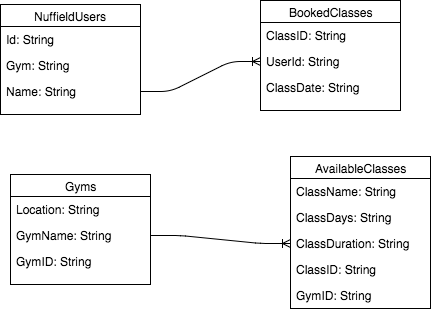 NuffieldUsers
Id: String
Gym: String
Name: String
BookedClasses
ClassID: String
UserId: String
ClassDate: String
Gyms
Location: String
GymName: String
GymID: String
AvailableClasses
ClassName: String
ClassDays: String
ClassDuration: String
ClassID: String
GymID: String